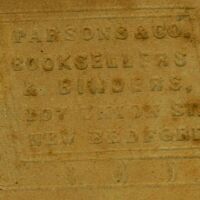 PARSONS & CO.
BOOKSELLERS
& BINDERS,
NEW BEDFORD